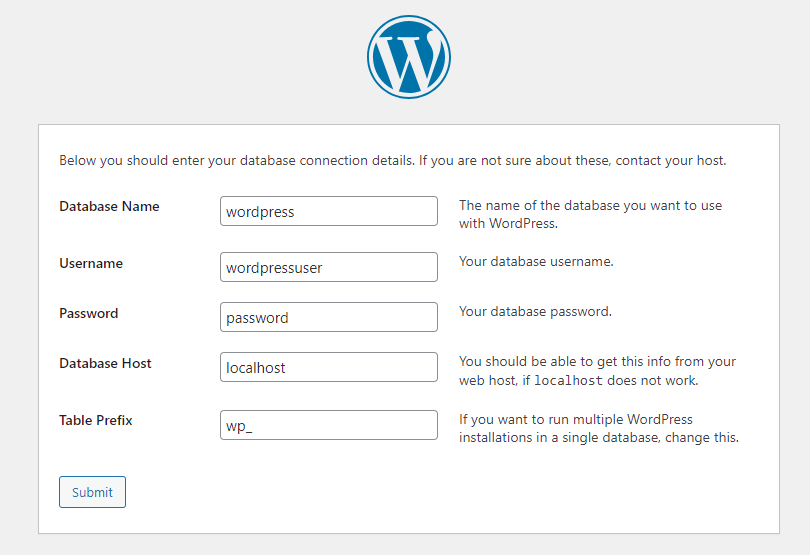 Below you should enter your database connection details. If you are not sure about these, contact your host.
Database Name
wordpress
The name of the database you want to use
with WordPress.
Username
wordpressuser
Your database username.
Password
password
Your database password.
Database Host
localhost
You should be able to get this info from your
web host, if localhost does not work.
Table Prefix
wp_
If you want to run multiple WordPress
installations in a single database, change this.
Submit